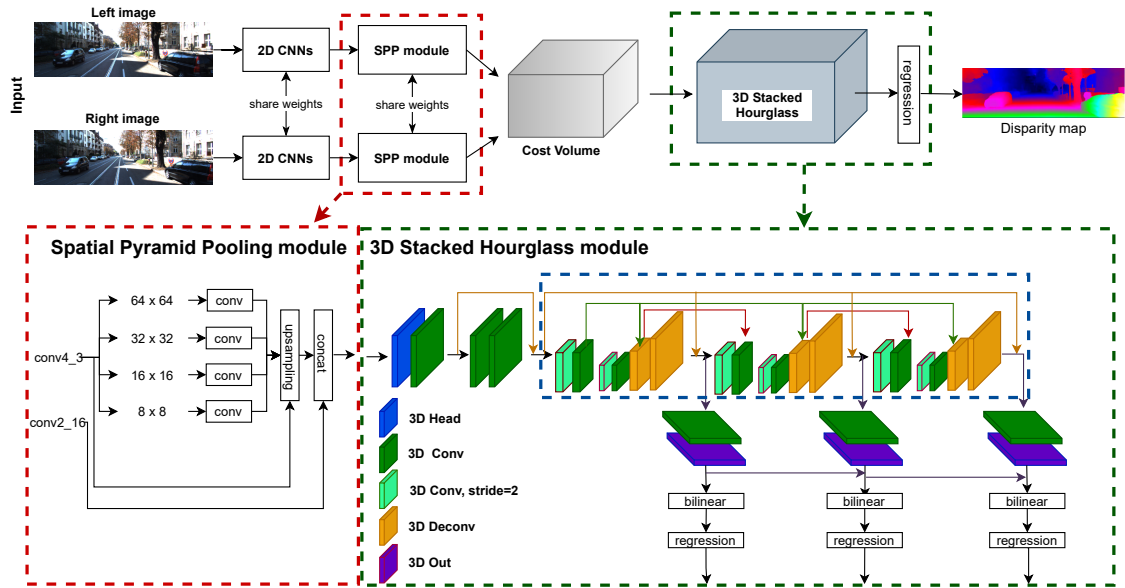 Left image
Input
2D CNNs
SPP module
share weights
share weights
Right image
2D CNNs
SPP module
Cost Volume
3D Stacked
Hourglass
regression
Disparity map
Spatial Pyramid Pooling module
3D Stacked Hourglass module
64 x 64
conv
32 x 32
conv
conv4_3
16 x 16
conv
8 x 8
conv
conv2_16
upsampling
concat
3D Head
3D Conv
3D Conv, stride=2
3D Deconv
3D Out
bilinear
bilinear
bilinear
regression
regression
regression